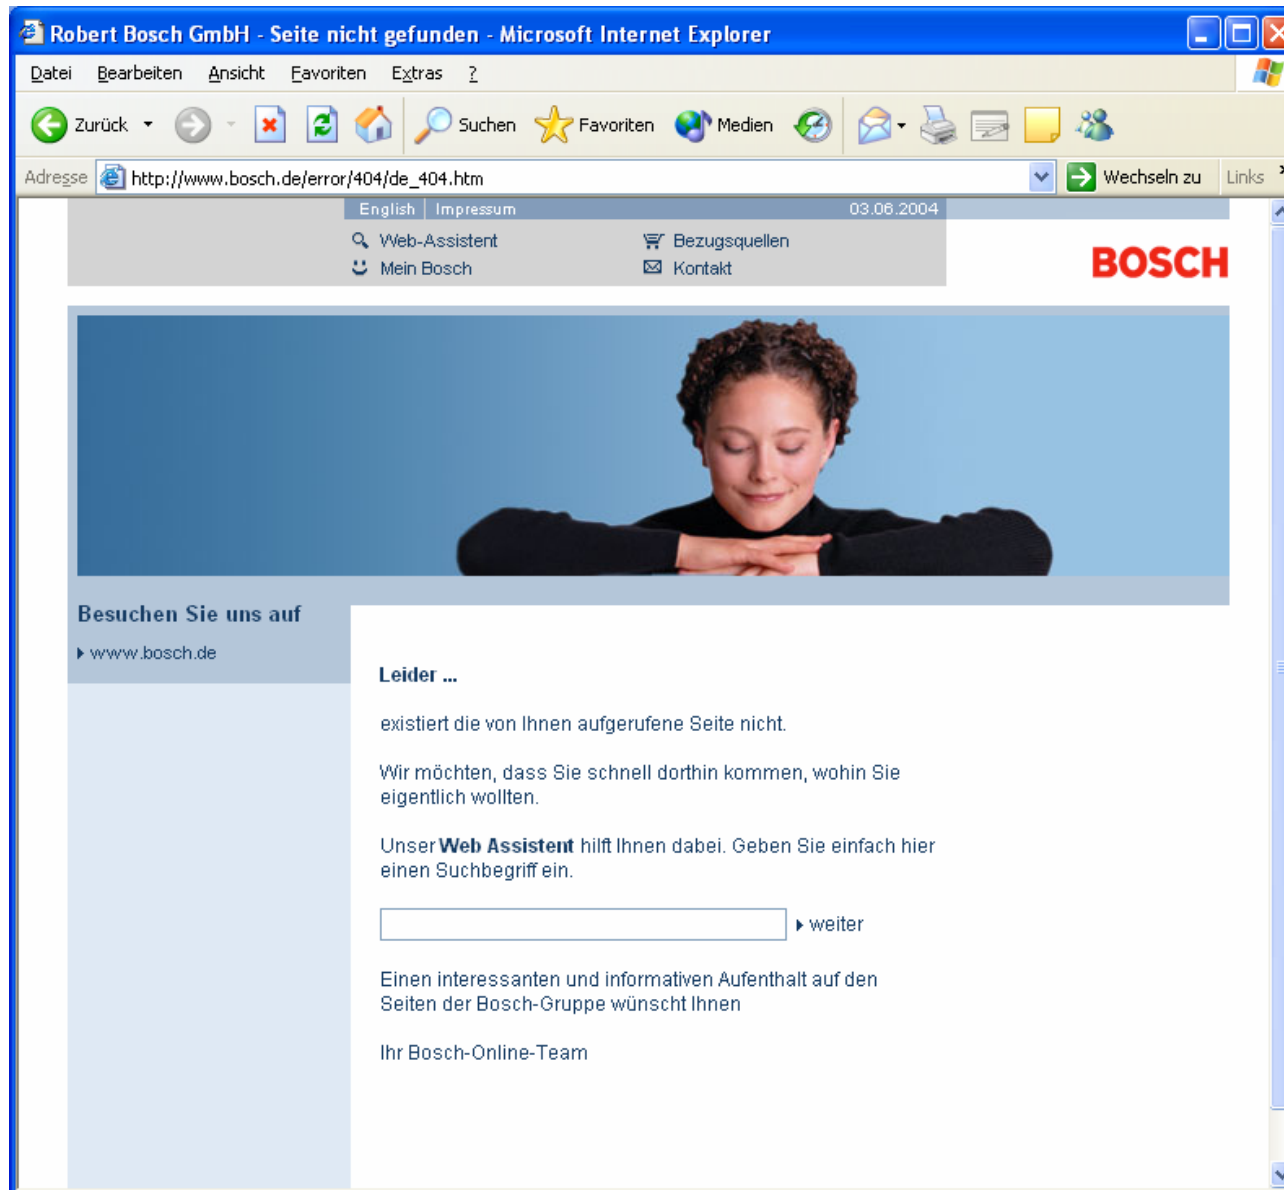 Robert Bosch GmbH - Seite nicht gefunden - Microsoft Internet Explorer
Datei Bearbeiten Ansicht Favoriten Extras ?
Zurück Suchen Favoriten Medien
Adresse http://www.bosch.de/error/404/de_404.htm Wechseln zu Links
English Impressum 03.06.2004
Web-Assistent Bezugsquellen
Mein Bosch Kontakt
BOSCH
Besuchen Sie uns auf
www.bosch.de
Leider ...
existiert die von Ihnen aufgerufene Seite nicht.
Wir möchten, dass Sie schnell dorthin kommen, wohin Sie
eigentlich wollten.
Unser Web Assistent hilft Ihnen dabei. Geben Sie einfach hier
einen Suchbegriff ein.
weiter
Einen interessanten und informativen Aufenthalt auf den
Seiten der Bosch-Gruppe wünscht Ihnen
Ihr Bosch-Online-Team